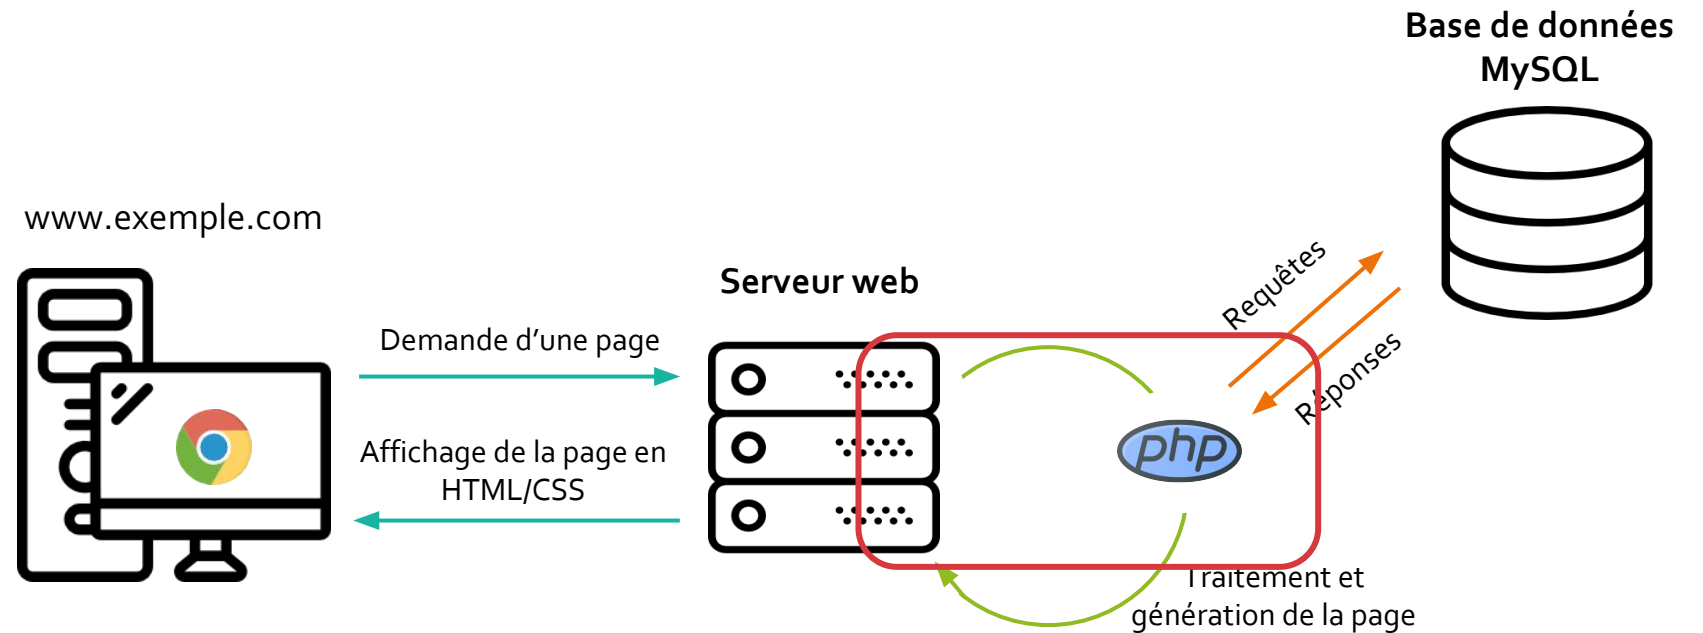 Base de données
MySQL
www.exemple.com
Serveur web
Requêtes
Demande d’une page
Réponses
Affichage de la page en
HTML/CSS
php
Traitement et
génération de la page